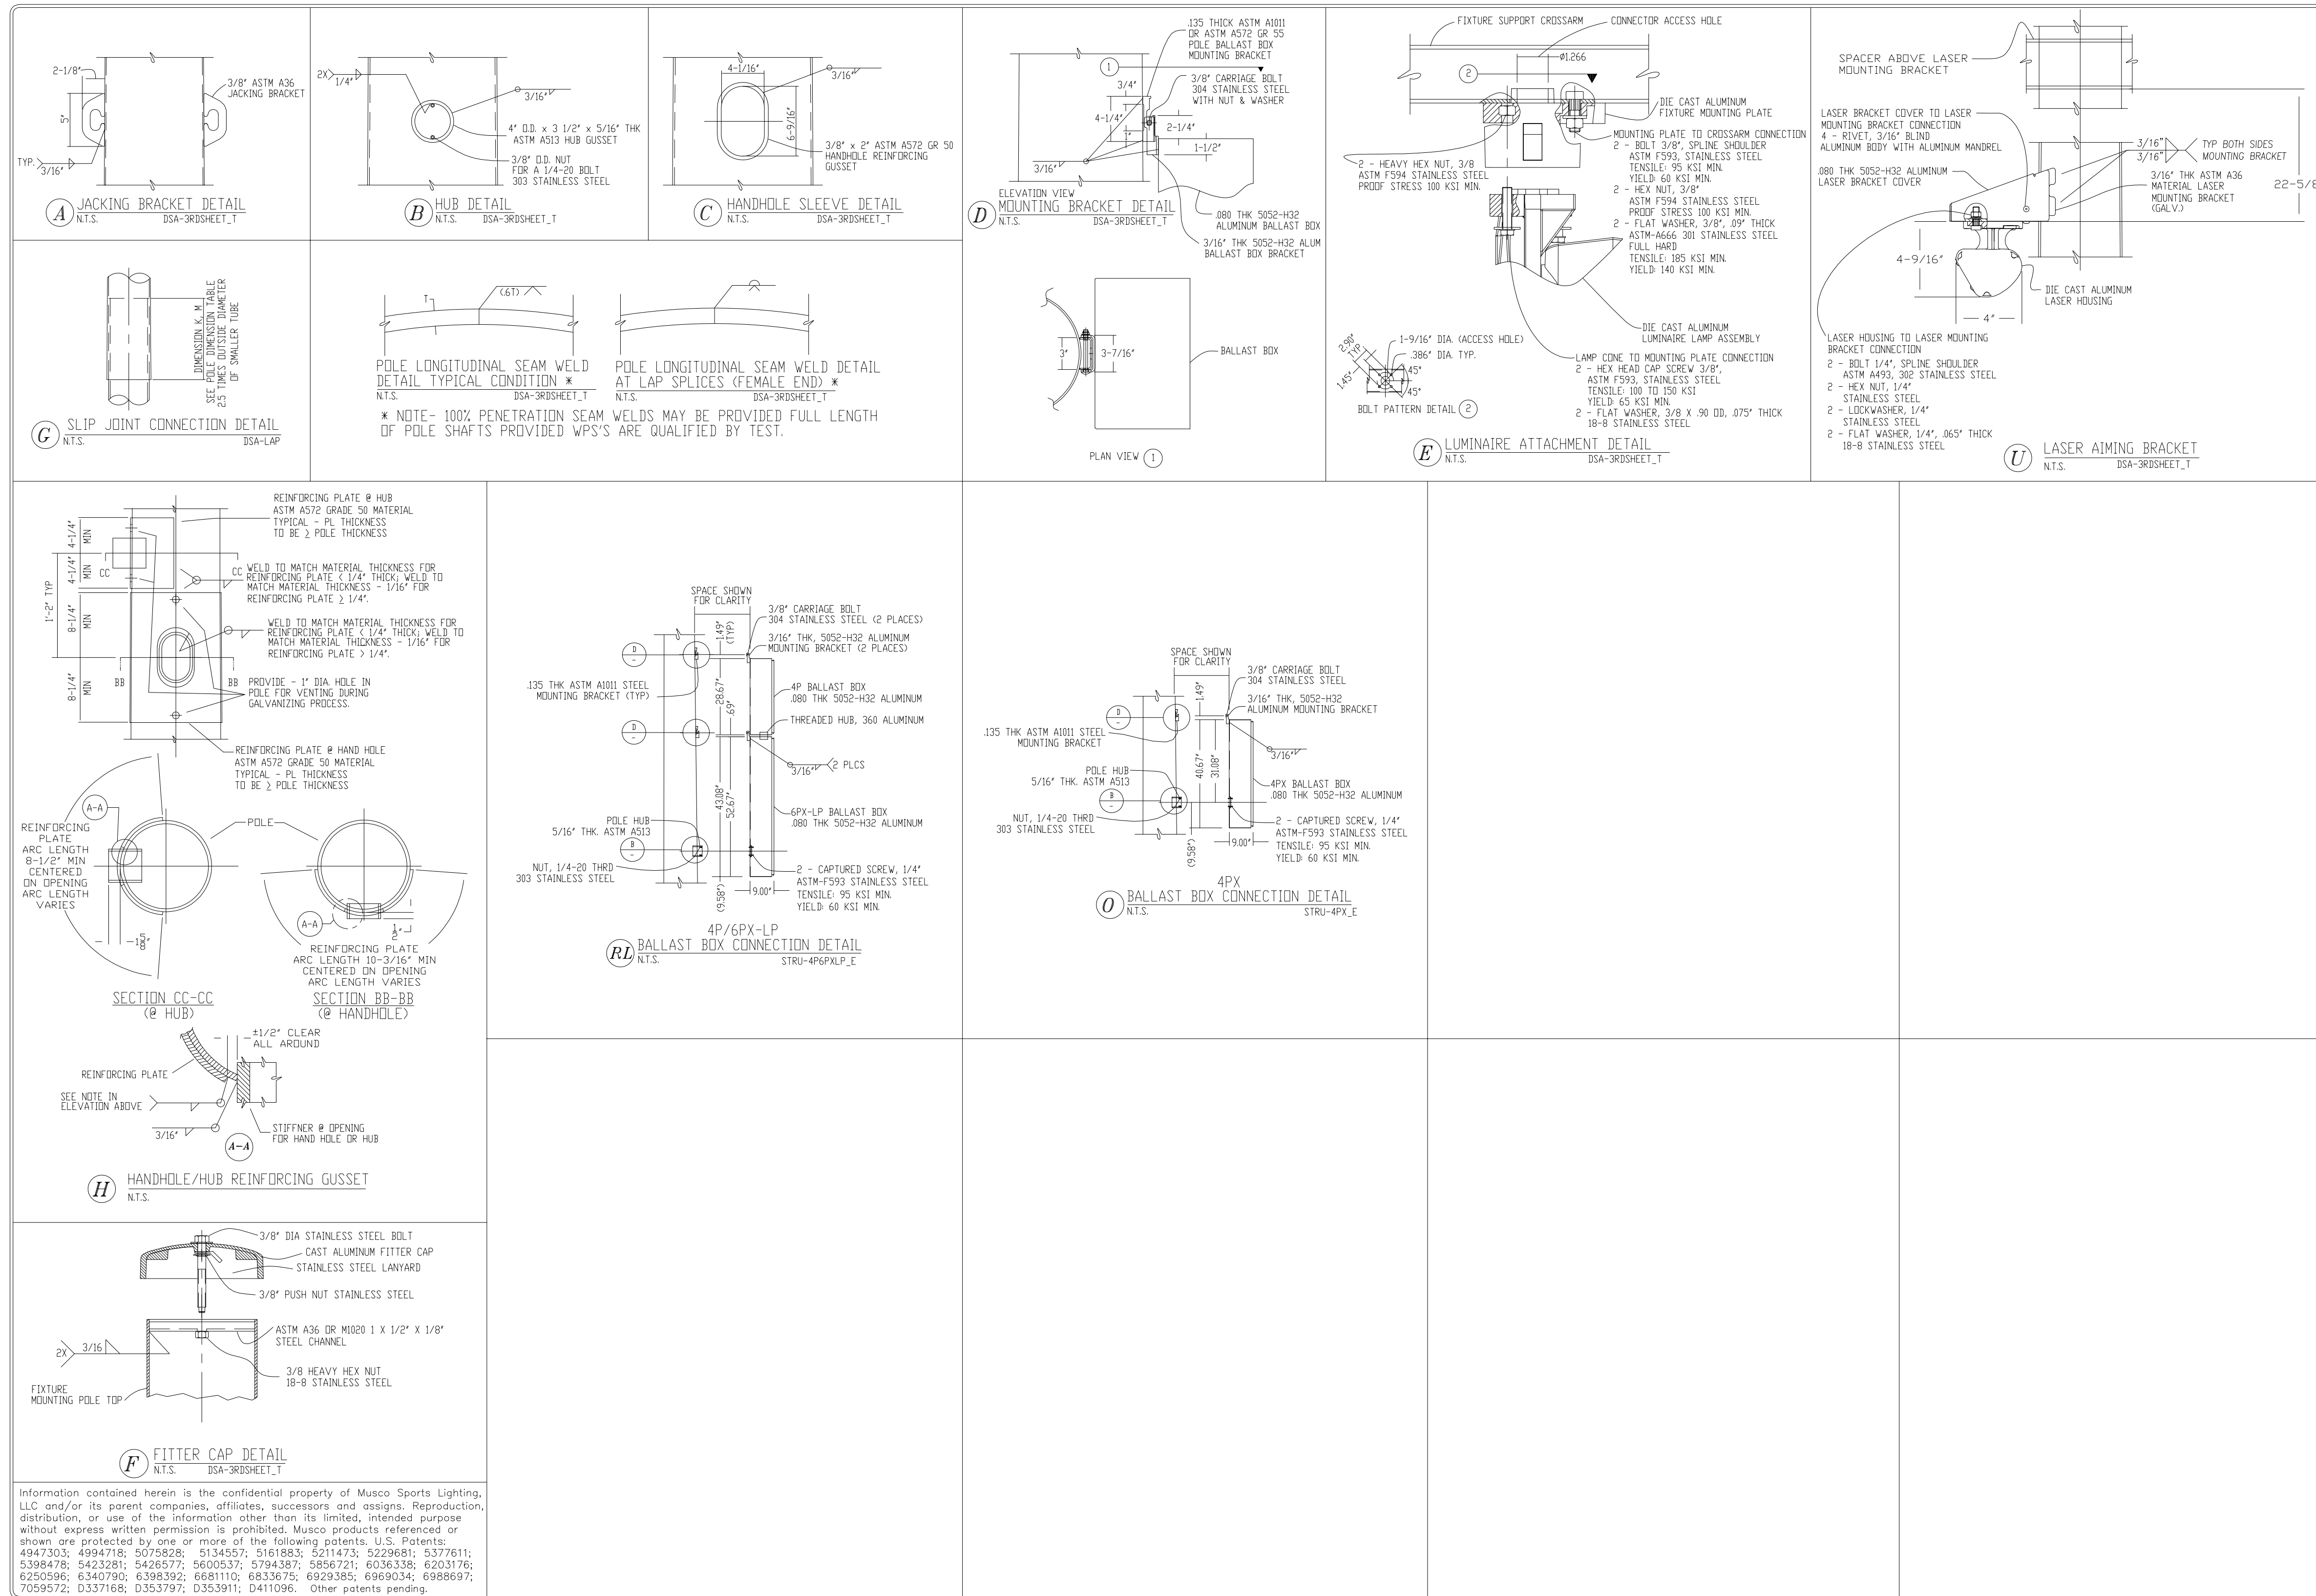 2-1/8"
3/8" ASTM A36
JACKING BRACKET
5"
TYP.
3/16"
A
JACKING BRACKET DETAIL
N.T.S. DSA-3RDSHEET_T
2X
1/4"
3/16"
4" O.D. x 3 1/2" x 5/16" THK
ASTM A513 HUB GUSSET
3/8" O.D. NUT
FOR A 1/4-20 BOLT
303 STAINLESS STEEL
B
HUB DETAIL
N.T.S. DSA-3RDSHEET_T
4-1/16"
3/16"
6-9/16"
3/8" x 2" ASTM A572 GR 50
HANDHOLE REINFORCING
GUSSET
C
HANDHOLE SLEEVE DETAIL
N.T.S. DSA-3RDSHEET_T
.135 THICK ASTM A1011
OR ASTM A572 GR 55
POLE BALLAST BOX
MOUNTING BRACKET
1
3/8" CARRIAGE BOLT
304 STAINLESS STEEL
WITH NUT & WASHER
3/4"
4-1/4"
1"
2-1/4"
1-1/2"
3/16"
ELEVATION VIEW
D
MOUNTING BRACKET DETAIL
N.T.S. DSA-3RDSHEET_T
.080 THK 5052-H32
ALUMINUM BALLAST BOX
3/16" THK 5052-H32 ALUM
BALLAST BOX BRACKET
3"
3-7/16"
BALLAST BOX
PLAN VIEW 1
FIXTURE SUPPORT CROSSARM
CONNECTOR ACCESS HOLE
ø1.266
2
DIE CAST ALUMINUM
FIXTURE MOUNTING PLATE
MOUNTING PLATE TO CROSSARM CONNECTION
2 - BOLT 3/8", SPLINE SHOULDER
ASTM F593, STAINLESS STEEL
TENSILE: 95 KSI MIN.
YIELD: 60 KSI MIN.
2 - HEX NUT, 3/8"
ASTM F594 STAINLESS STEEL
PROOF STRESS 100 KSI MIN.
2 - FLAT WASHER, 3/8", .09" THICK
ASTM-A666 301 STAINLESS STEEL
FULL HARD
TENSILE: 185 KSI MIN.
YIELD: 140 KSI MIN.
2 - HEAVY HEX NUT, 3/8
ASTM F594 STAINLESS STEEL
PROOF STRESS 100 KSI MIN.
DIE CAST ALUMINUM
LUMINAIRE LAMP ASSEMBLY
2.90"
TYP.
1.45"
1-9/16" DIA. (ACCESS HOLE)
.386" DIA. TYP.
45°
45°
BOLT PATTERN DETAIL 2
LAMP CONE TO MOUNTING PLATE CONNECTION
2 - HEX HEAD CAP SCREW 3/8",
ASTM F593, STAINLESS STEEL
TENSILE: 100 TO 150 KSI
YIELD: 65 KSI MIN.
2 - FLAT WASHER, 3/8 X .90 OD, .075" THICK
18-8 STAINLESS STEEL
E
LUMINAIRE ATTACHMENT DETAIL
N.T.S. DSA-3RDSHEET_T
SPACER ABOVE LASER
MOUNTING BRACKET
LASER BRACKET COVER TO LASER
MOUNTING BRACKET CONNECTION
4 - RIVET, 3/16" BLIND
ALUMINUM BODY WITH ALUMINUM MANDREL
.080 THK 5052-H32 ALUMINUM
LASER BRACKET COVER
3/16"
3/16"
TYP BOTH SIDES
MOUNTING BRACKET
3/16" THK ASTM A36
MATERIAL LASER
MOUNTING BRACKET
(GALV.)
22-5/8
4-9/16"
4"
DIE CAST ALUMINUM
LASER HOUSING
LASER HOUSING TO LASER MOUNTING
BRACKET CONNECTION
2 - BOLT 1/4", SPLINE SHOULDER
ASTM A493, 302 STAINLESS STEEL
2 - HEX NUT, 1/4"
STAINLESS STEEL
2 - LOCKWASHER, 1/4"
STAINLESS STEEL
2 - FLAT WASHER, 1/4", .065" THICK
18-8 STAINLESS STEEL
U
LASER AIMING BRACKET
N.T.S. DSA-3RDSHEET_T
DIMENSION K, M
SEE POLE DIMENSION TABLE
2.5 TIMES OUTSIDE DIAMETER
OF SMALLER TUBE
G
SLIP JOINT CONNECTION DETAIL
N.T.S. DSA-LAP
T
(.6T)
POLE LONGITUDINAL SEAM WELD
DETAIL TYPICAL CONDITION *
N.T.S. DSA-3RDSHEET_T
POLE LONGITUDINAL SEAM WELD DETAIL
AT LAP SPLICES (FEMALE END) *
N.T.S. DSA-3RDSHEET_T
* NOTE- 100% PENETRATION SEAM WELDS MAY BE PROVIDED FULL LENGTH
OF POLE SHAFTS PROVIDED WPS'S ARE QUALIFIED BY TEST.
REINFORCING PLATE @ HUB
ASTM A572 GRADE 50 MATERIAL
TYPICAL - PL THICKNESS
TO BE ≥ POLE THICKNESS
4-1/4"
MIN
4-1/4"
MIN
1'-2" TYP
8-1/4"
MIN
8-1/4"
MIN
CC
CC
WELD TO MATCH MATERIAL THICKNESS FOR
REINFORCING PLATE < 1/4" THICK; WELD TO
MATCH MATERIAL THICKNESS - 1/16" FOR
REINFORCING PLATE ≥ 1/4".
WELD TO MATCH MATERIAL THICKNESS FOR
REINFORCING PLATE < 1/4" THICK; WELD TO
MATCH MATERIAL THICKNESS - 1/16" FOR
REINFORCING PLATE > 1/4".
BB
BB
PROVIDE - 1" DIA. HOLE IN
POLE FOR VENTING DURING
GALVANIZING PROCESS.
REINFORCING PLATE @ HAND HOLE
ASTM A572 GRADE 50 MATERIAL
TYPICAL - PL THICKNESS
TO BE ≥ POLE THICKNESS
A-A
POLE
REINFORCING
PLATE
ARC LENGTH
8-1/2" MIN
CENTERED
ON OPENING
ARC LENGTH
VARIES
1 5/8"
A-A
1/2"
REINFORCING PLATE
ARC LENGTH 10-3/16" MIN
CENTERED ON OPENING
ARC LENGTH VARIES
SECTION CC-CC
(@ HUB)
SECTION BB-BB
(@ HANDHOLE)
±1/2" CLEAR
ALL AROUND
REINFORCING PLATE
SEE NOTE IN
ELEVATION ABOVE
3/16"
STIFFNER @ OPENING
FOR HAND HOLE OR HUB
A-A
H
HANDHOLE/HUB REINFORCING GUSSET
N.T.S.
SPACE SHOWN
FOR CLARITY
1.49"
(TYP)
3/8" CARRIAGE BOLT
304 STAINLESS STEEL (2 PLACES)
3/16" THK, 5052-H32 ALUMINUM
MOUNTING BRACKET (2 PLACES)
D
-
.135 THK ASTM A1011 STEEL
MOUNTING BRACKET (TYP)
28.67"
.69"
4P BALLAST BOX
.080 THK 5052-H32 ALUMINUM
THREADED HUB, 360 ALUMINUM
D
-
3/16"
2 PLCS
43.08"
52.67"
6PX-LP BALLAST BOX
.080 THK 5052-H32 ALUMINUM
POLE HUB
5/16" THK. ASTM A513
B
-
NUT, 1/4-20 THRD
303 STAINLESS STEEL
(9.58")
9.00"
2 - CAPTURED SCREW, 1/4"
ASTM-F593 STAINLESS STEEL
TENSILE: 95 KSI MIN.
YIELD: 60 KSI MIN.
4P/6PX-LP
RL
BALLAST BOX CONNECTION DETAIL
N.T.S. STRU-4P6PXLP_E
SPACE SHOWN
FOR CLARITY
1.49"
3/8" CARRIAGE BOLT
304 STAINLESS STEEL
3/16" THK, 5052-H32
ALUMINUM MOUNTING BRACKET
D
-
.135 THK ASTM A1011 STEEL
MOUNTING BRACKET
3/16"
40.67"
31.08"
POLE HUB
5/16" THK. ASTM A513
4PX BALLAST BOX
.080 THK 5052-H32 ALUMINUM
B
-
NUT, 1/4-20 THRD
303 STAINLESS STEEL
(9.58")
9.00"
2 - CAPTURED SCREW, 1/4"
ASTM-F593 STAINLESS STEEL
TENSILE: 95 KSI MIN.
YIELD: 60 KSI MIN.
4PX
O
BALLAST BOX CONNECTION DETAIL
N.T.S. STRU-4PX_E
3/8" DIA STAINLESS STEEL BOLT
CAST ALUMINUM FITTER CAP
STAINLESS STEEL LANYARD
3/8" PUSH NUT STAINLESS STEEL
ASTM A36 OR M1020 1 X 1/2" X 1/8"
STEEL CHANNEL
2X
3/16
3/8 HEAVY HEX NUT
18-8 STAINLESS STEEL
FIXTURE
MOUNTING POLE TOP
F
FITTER CAP DETAIL
N.T.S. DSA-3RDSHEET_T
Information contained herein is the confidential property of Musco Sports Lighting,
LLC and/or its parent companies, affiliates, successors and assigns. Reproduction,
distribution, or use of the information other than its limited, intended purpose
without express written permission is prohibited. Musco products referenced or
shown are protected by one or more of the following patents. U.S. Patents:
4947303; 4994718; 5075828; 5134557; 5161883; 5211473; 5229681; 5377611;
5398478; 5423281; 5426577; 5600537; 5794387; 5856721; 6036338; 6203176;
6250596; 6340790; 6398392; 6681110; 6833675; 6929385; 6969034; 6988697;
7059572; D337168; D353797; D353911; D411096. Other patents pending.